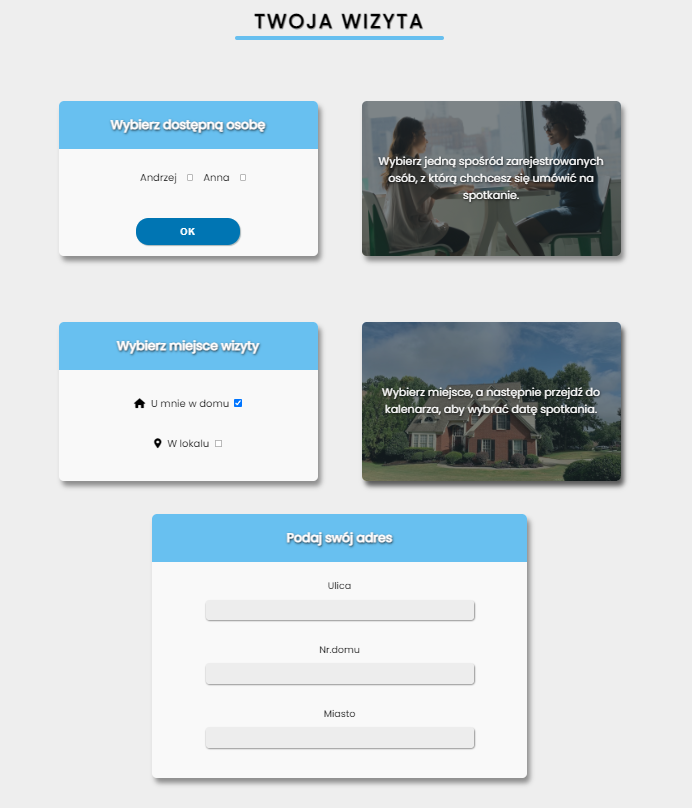 TWOJA WIZYTA
Wybierz dostępną osobę
Andrzej Anna
OK
Wybierz jedną spośród zarejestrowanych
osób, z którą chchcesz się umówić na
spotkanie.
Wybierz miejsce wizyty
U mnie w domu
W lokalu
Wybierz miejsce, a następnie przejdź do
kalenarza, aby wybrać datę spotkania.
Podaj swój adres
Ulica
Nr.domu
Miasto